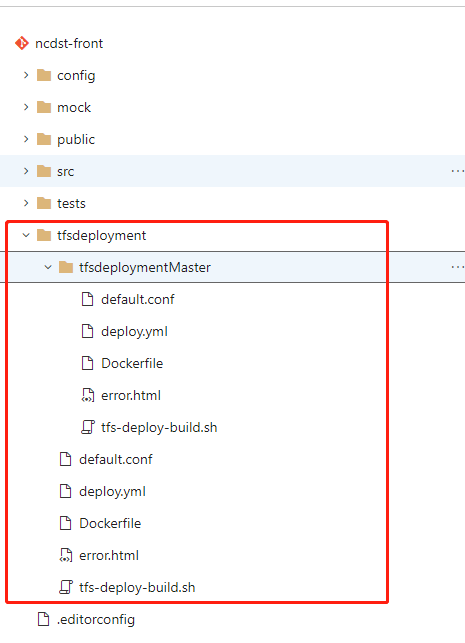 ncdst-front
config
mock
public
src
tests
tfsdeployment
tfsdeploymentMaster
default.conf
deploy.yml
Dockerfile
error.html
tfs-deploy-build.sh
default.conf
deploy.yml
Dockerfile
error.html
tfs-deploy-build.sh
.editorconfig